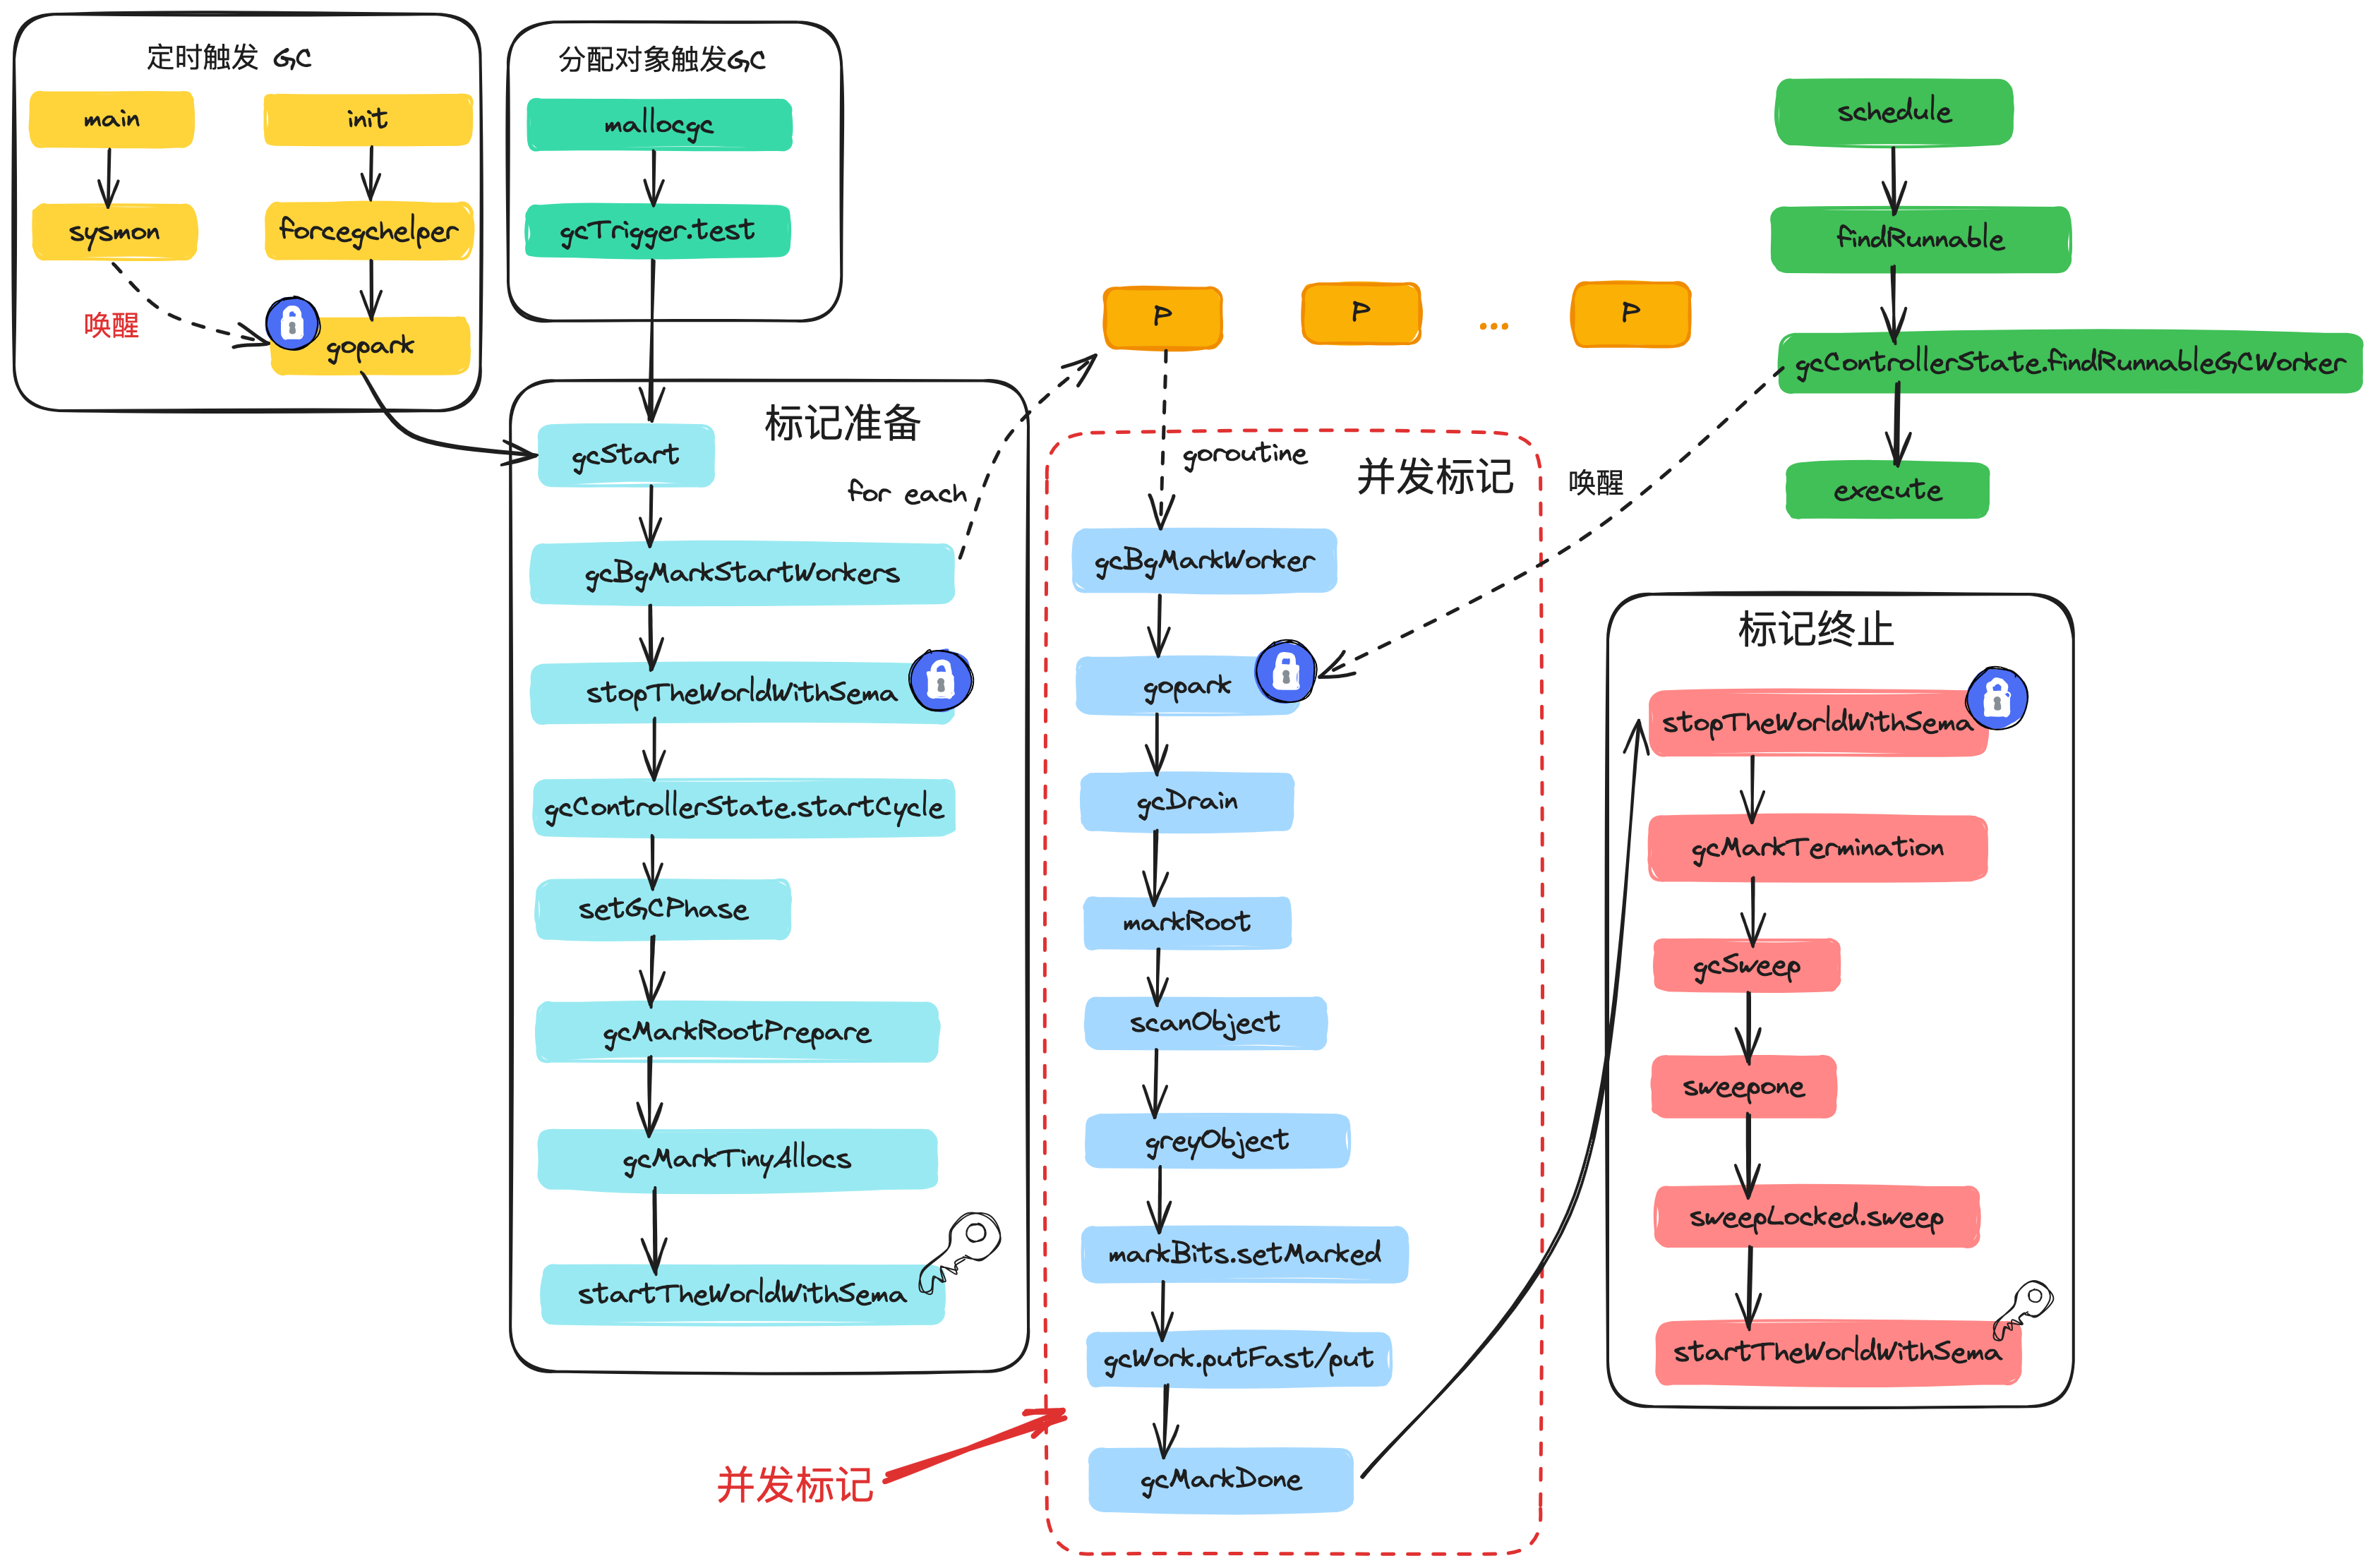 定时触发 GC
main
init
sysmon
forcegchelper
唤醒
gopark
分配对象触发GC
mallocgc
gcTrigger.test
标记准备
gcStart
for each
gcBgMarkStartWorkers
stopTheWorldWithSema
gcControllerState.startCycle
setGCPhase
gcMarkRootPrepare
gcMarkTinyAllocs
startTheWorldWithSema
P
P
...
P
goroutine
并发标记
gcBgMarkWorker
gopark
gcDrain
markRoot
scanObject
greyObject
markBits.setMarked
gcWork.putFast/put
gcMarkDone
并发标记
schedule
findRunnable
gcControllerState.findRunnableGCWorker
execute
唤醒
标记终止
stopTheWorldWithSema
gcMarkTermination
gcSweep
sweepone
sweepLocked.sweep
startTheWorldWithSema